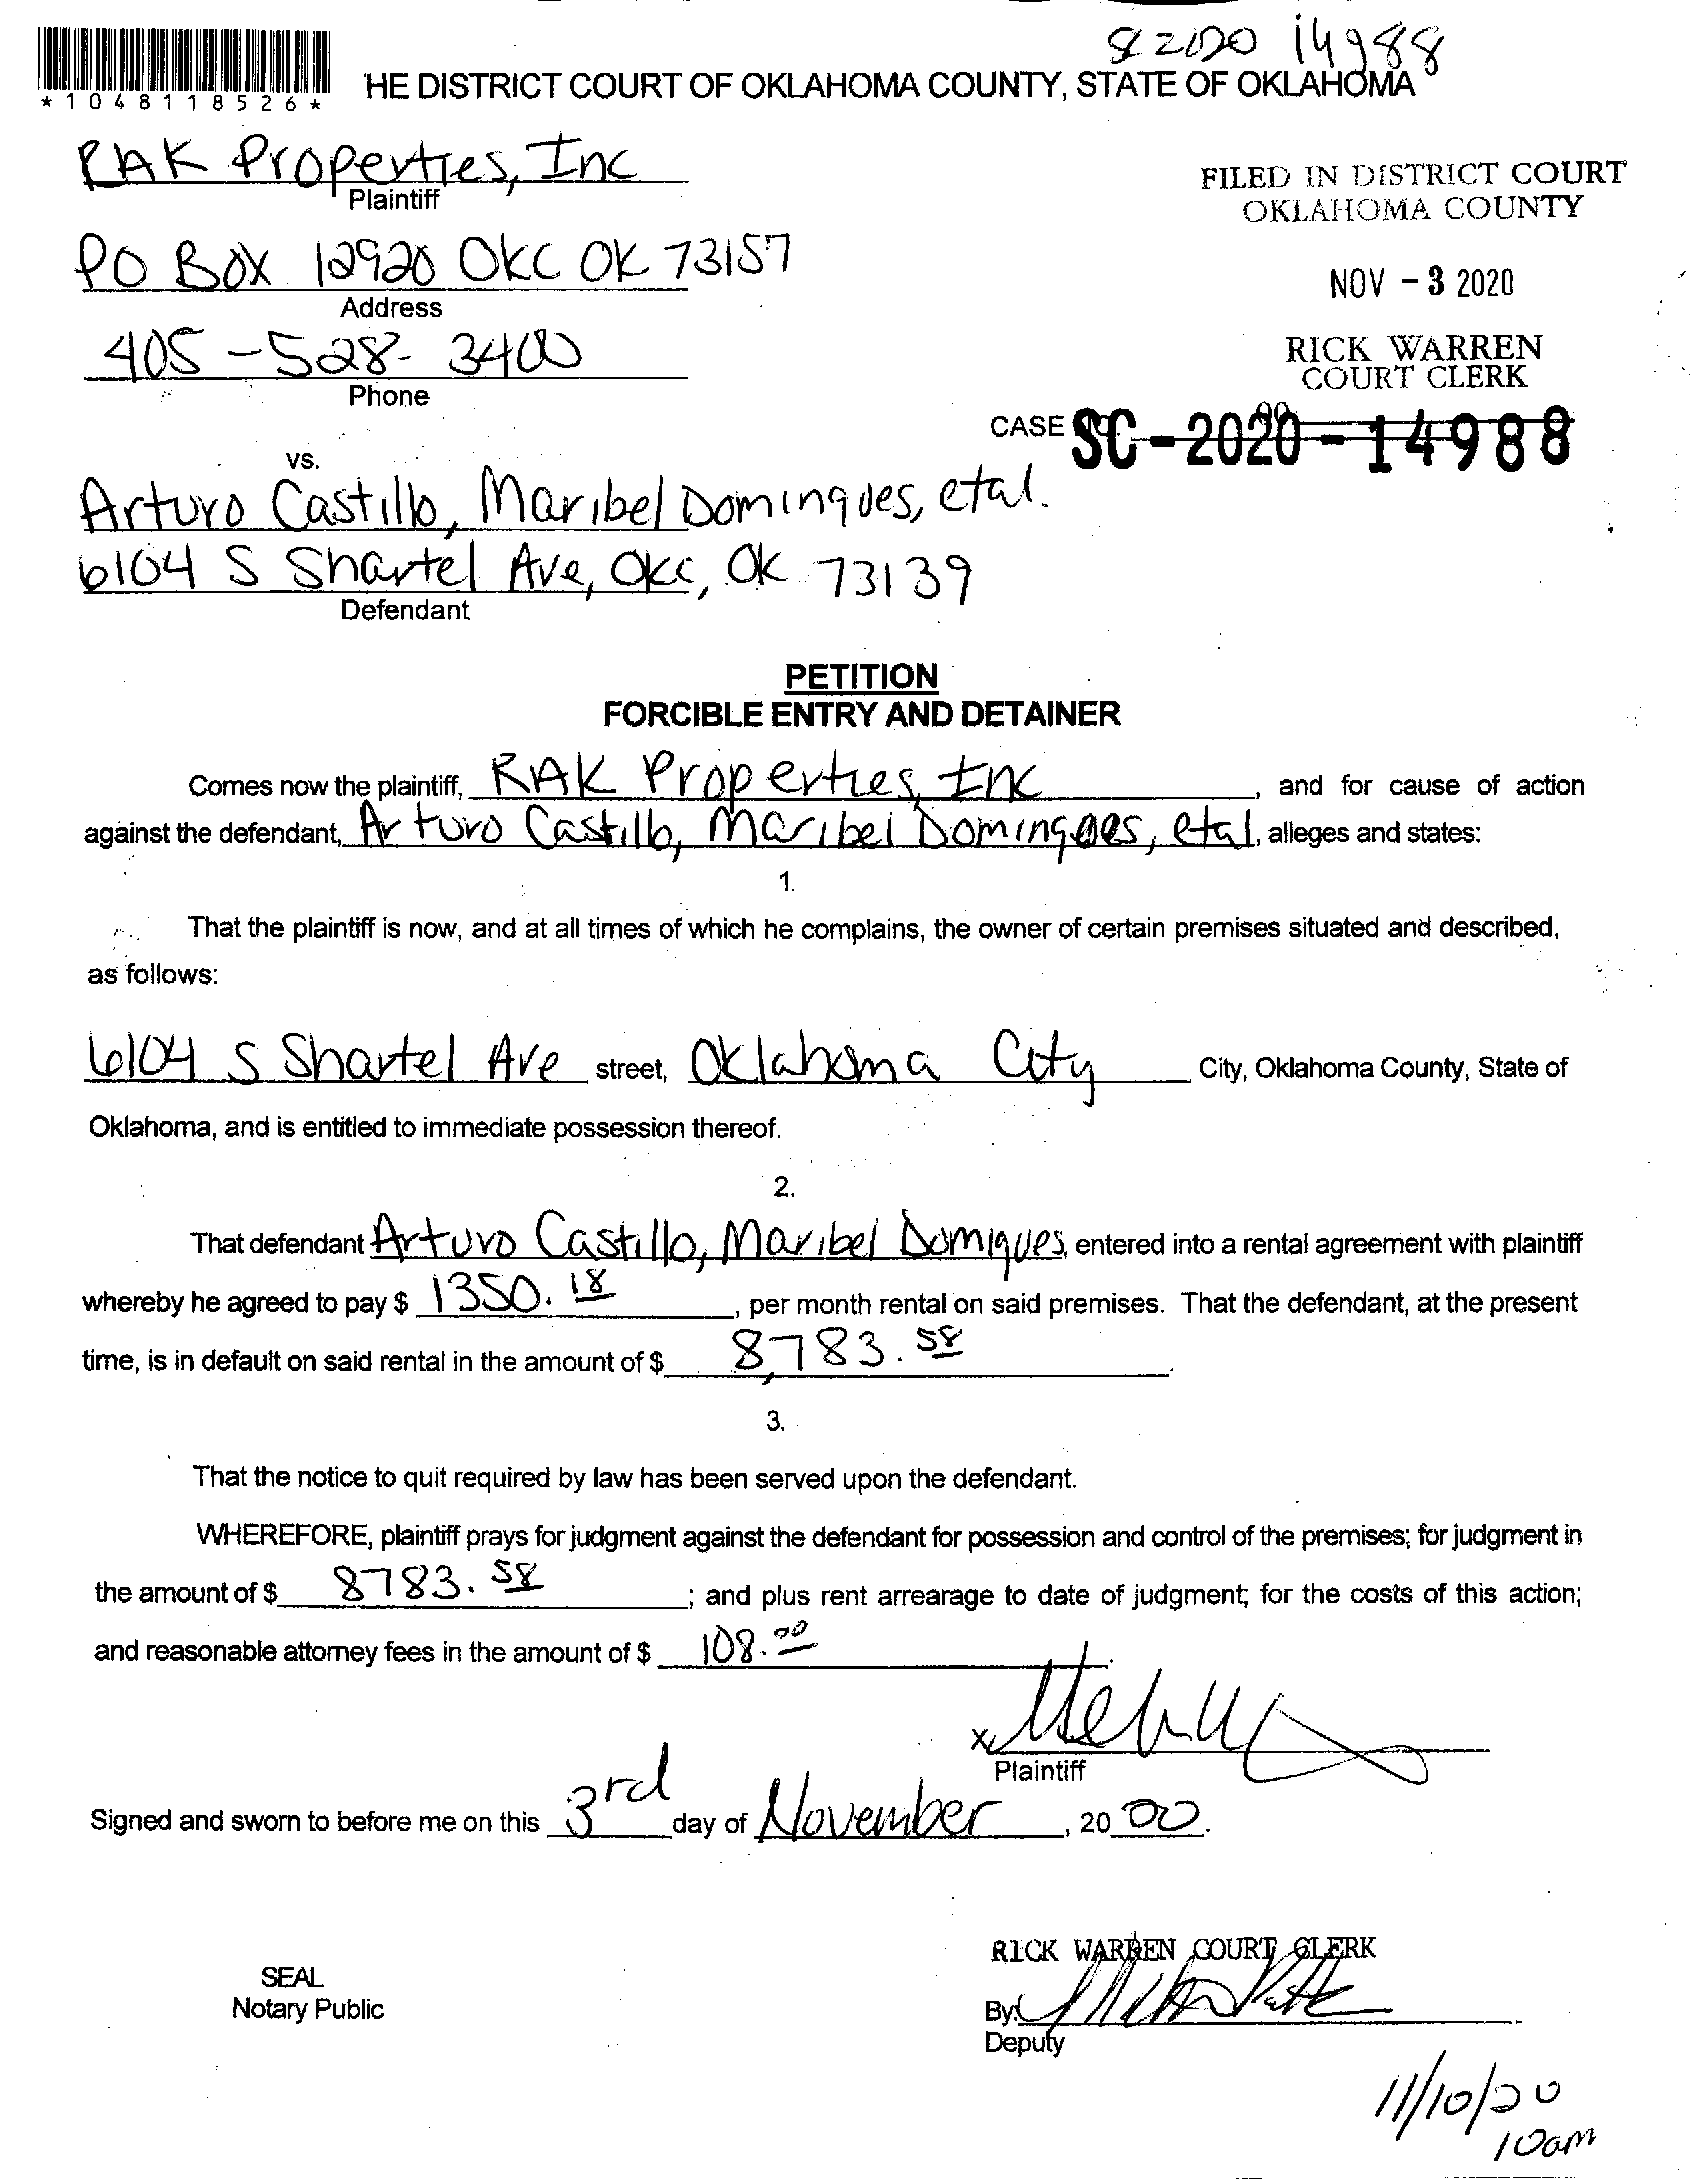 SC 2020 14988
*1048118526*
HE DISTRICT COURT OF OKLAHOMA COUNTY, STATE OF OKLAHOMA
RAK Properties, Inc
Plaintiff
FILED IN DISTRICT COURT
OKLAHOMA COUNTY
PO BOX 12920 OKC OK 73157
Address
NOV - 3 2020
405-528-3400
Phone
RICK WARREN
COURT CLERK
CASE SC-2020-14988
vs.
Arturo Castillo, Maribel Domingues, etal.
6104 S Shartel Ave, OKC, OK 73139
Defendant
PETITION
FORCIBLE ENTRY AND DETAINER
Comes now the plaintiff, RAK Properties, Inc, and for cause of action
against the defendant, Arturo Castillo, Maribel Domingues, etal, alleges and states:
1.
That the plaintiff is now, and at all times of which he complains, the owner of certain premises situated and described,
as follows:
6104 S Shartel Ave street, Oklahoma City City, Oklahoma County, State of
Oklahoma, and is entitled to immediate possession thereof.
2.
That defendant Arturo Castillo, Maribel Domigues, entered into a rental agreement with plaintiff
whereby he agreed to pay $ 1350.18, per month rental on said premises. That the defendant, at the present
time, is in default on said rental in the amount of $ 8,783.58.
3.
That the notice to quit required by law has been served upon the defendant.
WHEREFORE, plaintiff prays for judgment against the defendant for possession and control of the premises; for judgment in
the amount of $ 8783.58; and plus rent arrearage to date of judgment; for the costs of this action;
and reasonable attorney fees in the amount of $ 108.00.
x
Plaintiff
Signed and sworn to before me on this 3rd day of November, 20 00.
RICK WARREN COURT CLERK
SEAL
Notary Public
By:
Deputy
11/10/20
10am